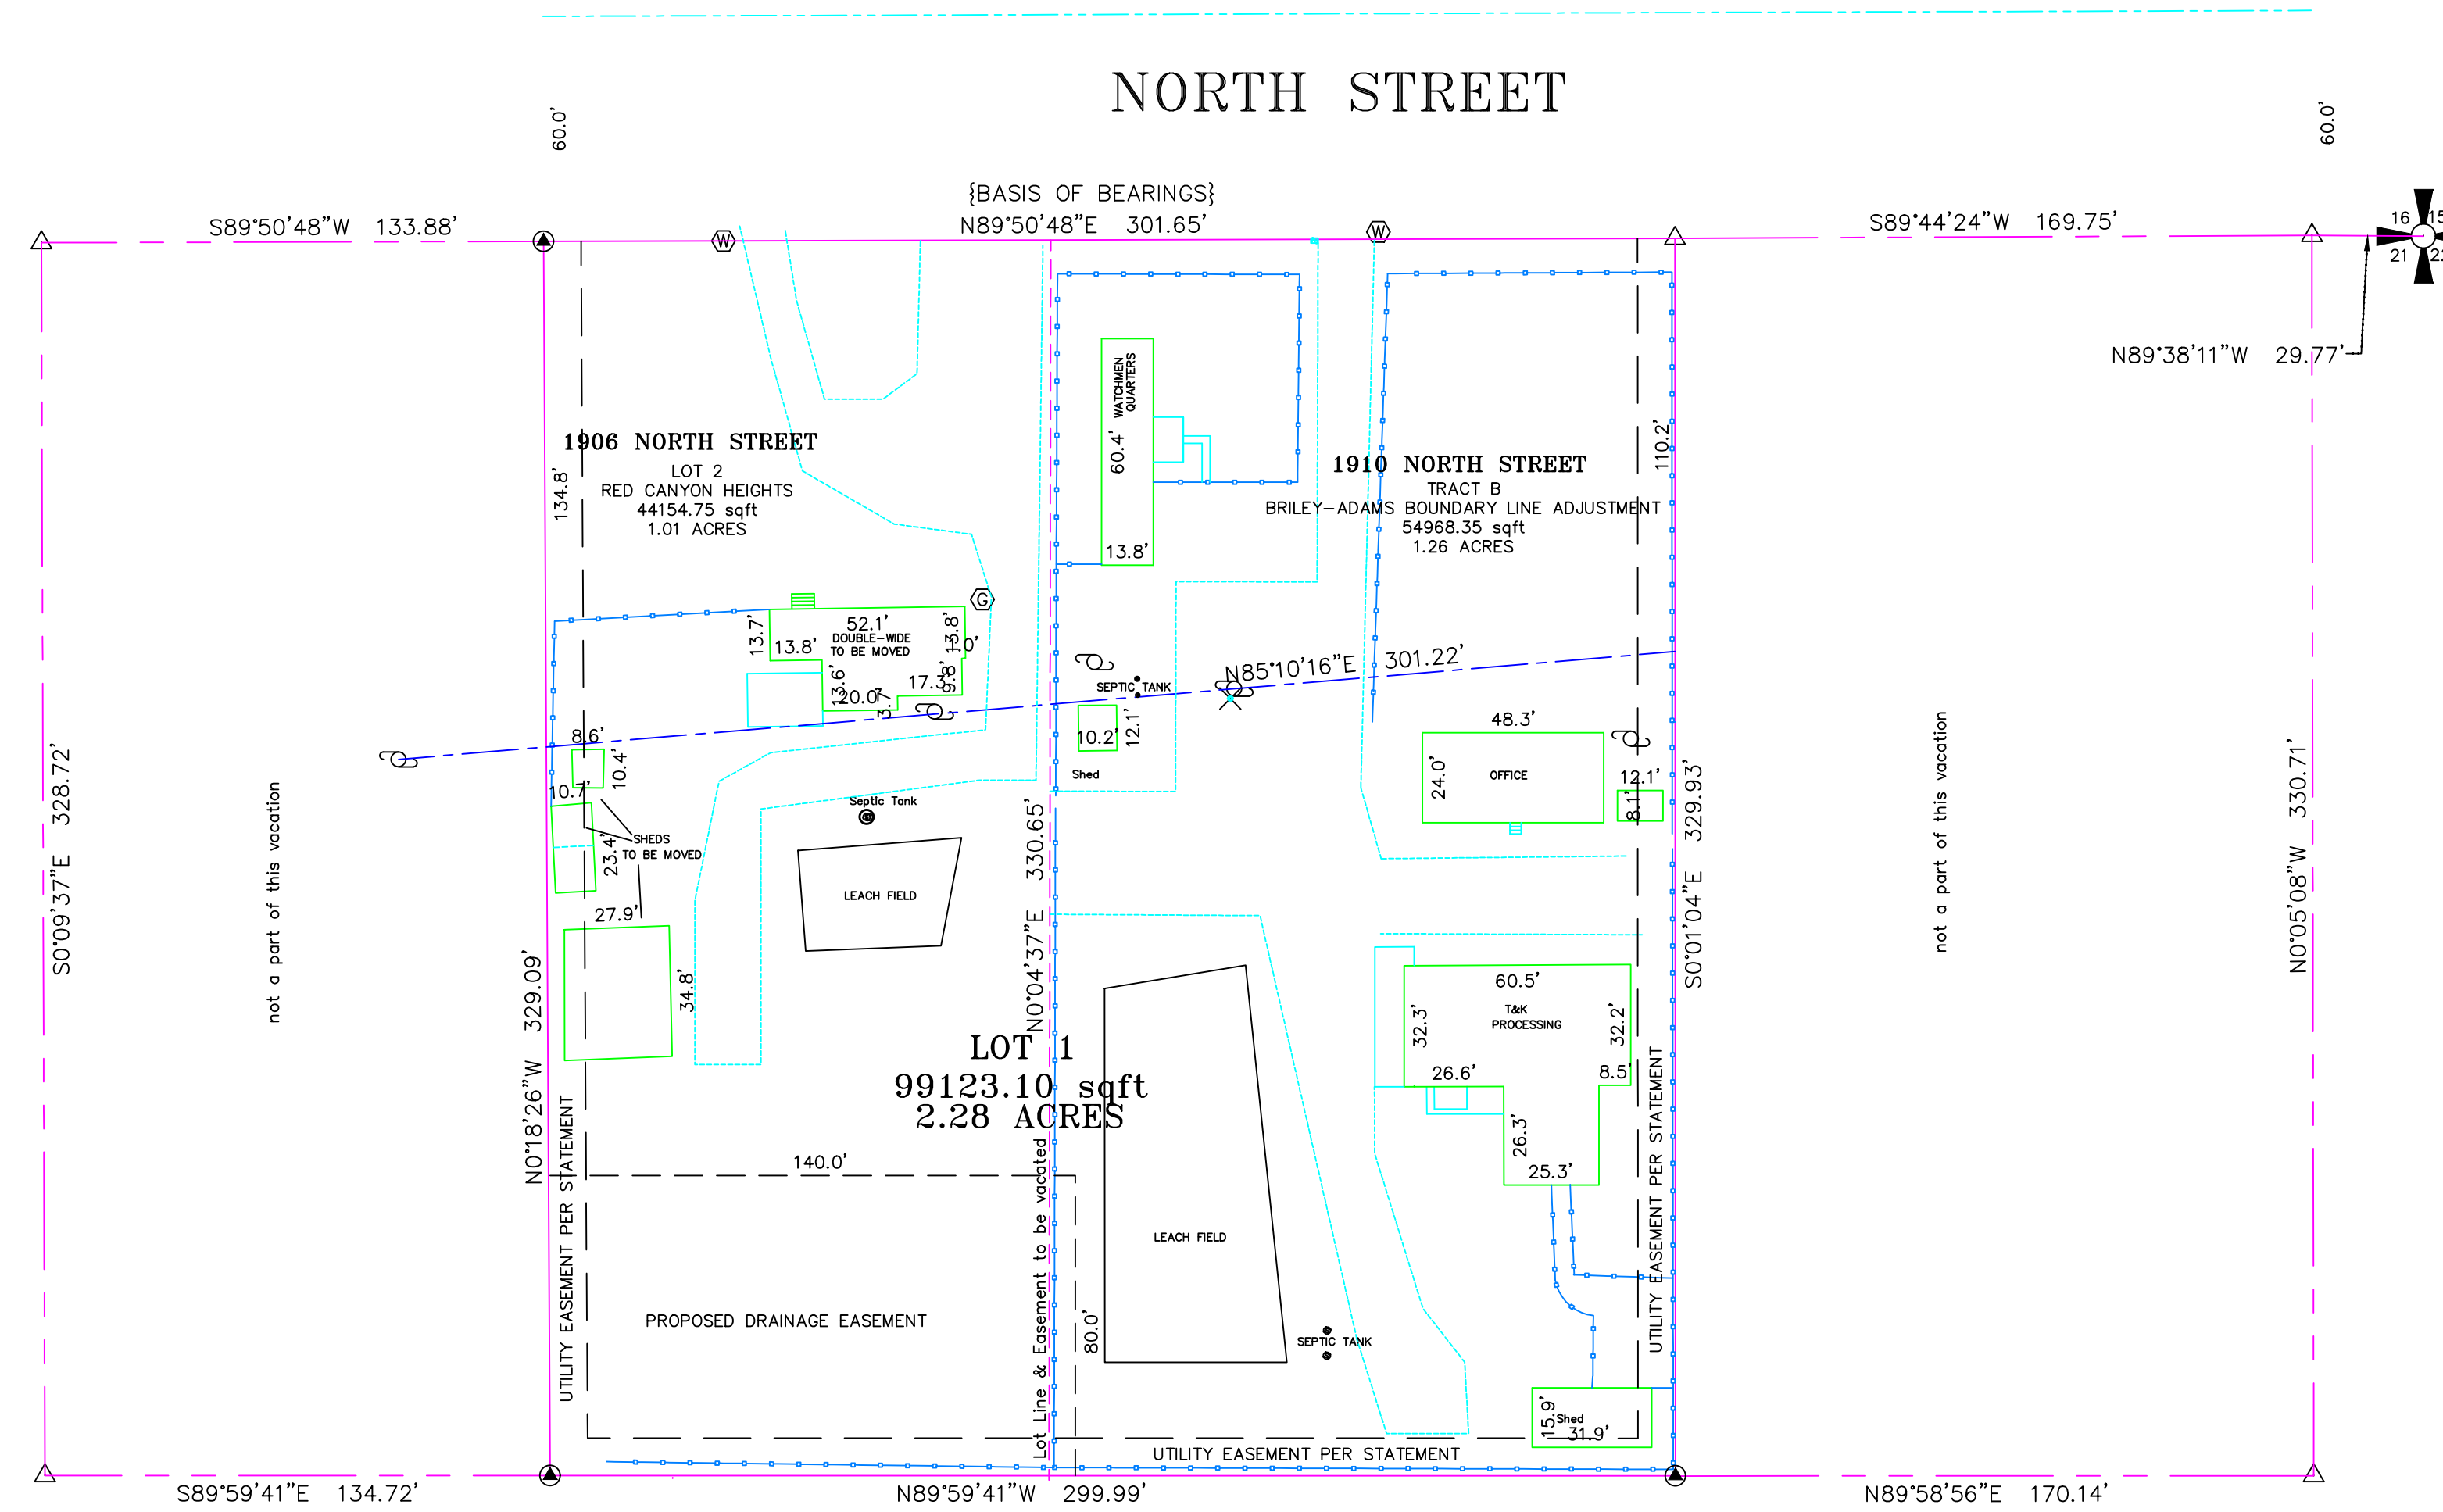 NORTH STREET
60.0'
60.0'
{BASIS OF BEARINGS}
S89°50'48"W 133.88'
N89°50'48"E 301.65'
S89°44'24"W 169.75'
16
15
21
W
W
N89°38'11"W 29.77'
WATCHMEN
QUARTERS
60.4'
13.8'
1906 NORTH STREET
LOT 2
RED CANYON HEIGHTS
44154.75 sqft
1.01 ACRES
134.8'
110.2'
1910 NORTH STREET
TRACT B
BRILEY-ADAMS BOUNDARY LINE ADJUSTMENT
54968.35 sqft
1.26 ACRES
G
52.1'
DOUBLE-WIDE
TO BE MOVED
13.7'
13.8'
13.8'
1.0'
13.6'
20.0'
3.7'
17.3'
9.8'
N85°10'16"E 301.22'
SEPTIC TANK
12.1'
10.2'
Shed
48.3'
24.0'
OFFICE
12.1'
8.1'
8.6'
10.4'
10.7'
23.4'
SHEDS
TO BE MOVED
27.9'
34.8'
Septic Tank
LEACH FIELD
S0°09'37"E 328.72'
not a part of this vacation
N0°18'26"W 329.09'
N0°04'37"E 330.65'
S0°01'04"E 329.93'
not a part of this vacation
N0°05'08"W 330.71'
60.5'
T&K
PROCESSING
32.3'
32.2'
26.6'
8.5'
26.3'
25.3'
LOT 1
99123.10 sqft
2.28 ACRES
140.0'
80.0'
UTILITY EASEMENT PER STATEMENT
Lot Line & Easement to be vacated
UTILITY EASEMENT PER STATEMENT
LEACH FIELD
PROPOSED DRAINAGE EASEMENT
SEPTIC TANK
15.9'
Shed
31.9'
UTILITY EASEMENT PER STATEMENT
S89°59'41"E 134.72'
N89°59'41"W 299.99'
N89°58'56"E 170.14'